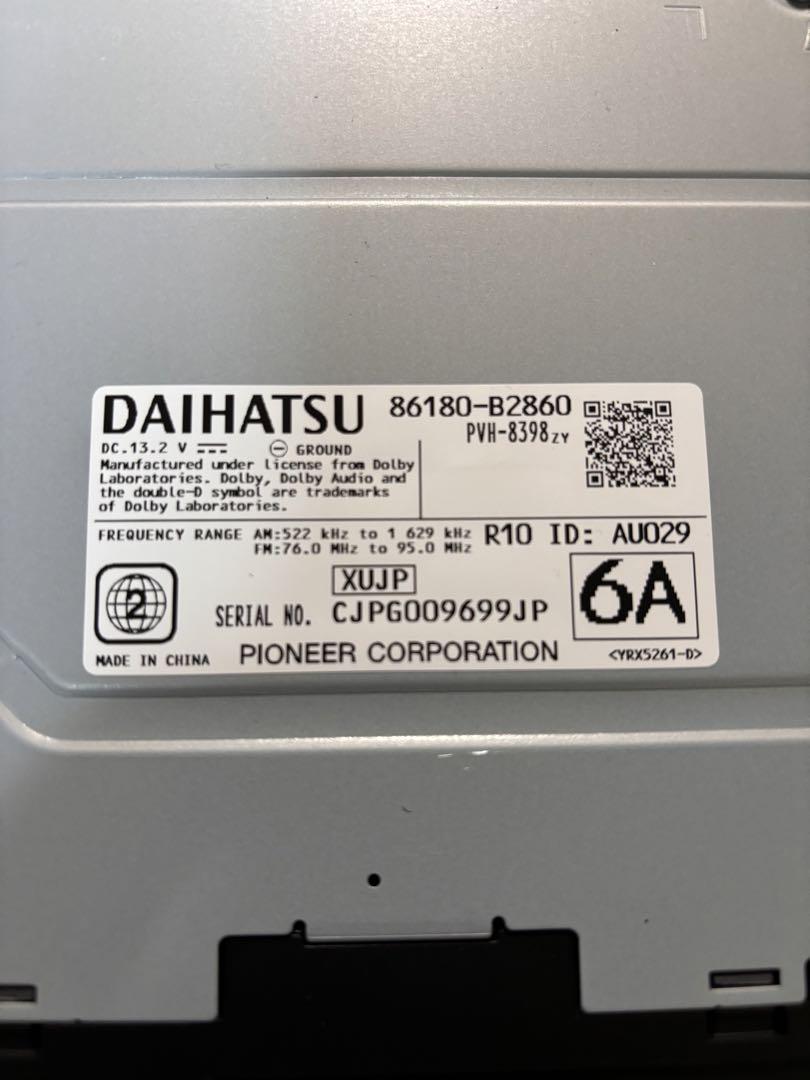 DAIHATSU 86180-B2860
PVH-8398ZY
DC.13.2 V GROUND
Manufactured under license from Dolby
Laboratories. Dolby, Dolby Audio and
the double-D symbol are trademarks
of Dolby Laboratories.
FREQUENCY RANGE AM:522 kHz to 1 629 kHz
FM:76.0 MHz to 95.0 MHz
R10 ID: AU029
XUJP
6A
2
SERIAL NO. CJPG009699JP
MADE IN CHINA PIONEER CORPORATION <YRX5261-D>